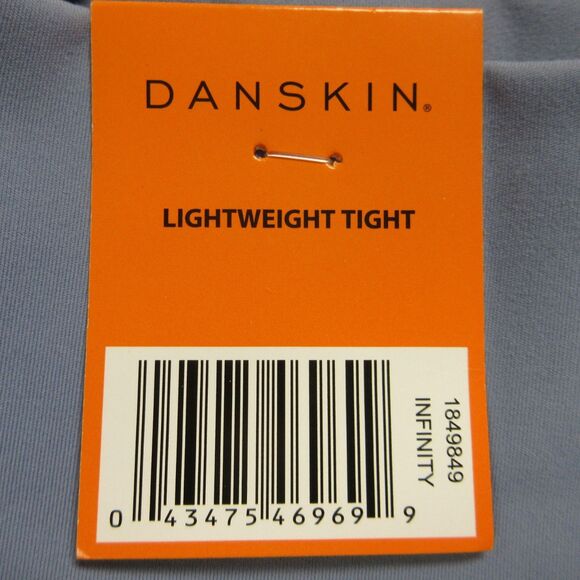 DANSKIN®
LIGHTWEIGHT TIGHT
1849849
INFINITY
0 43475 46969 9